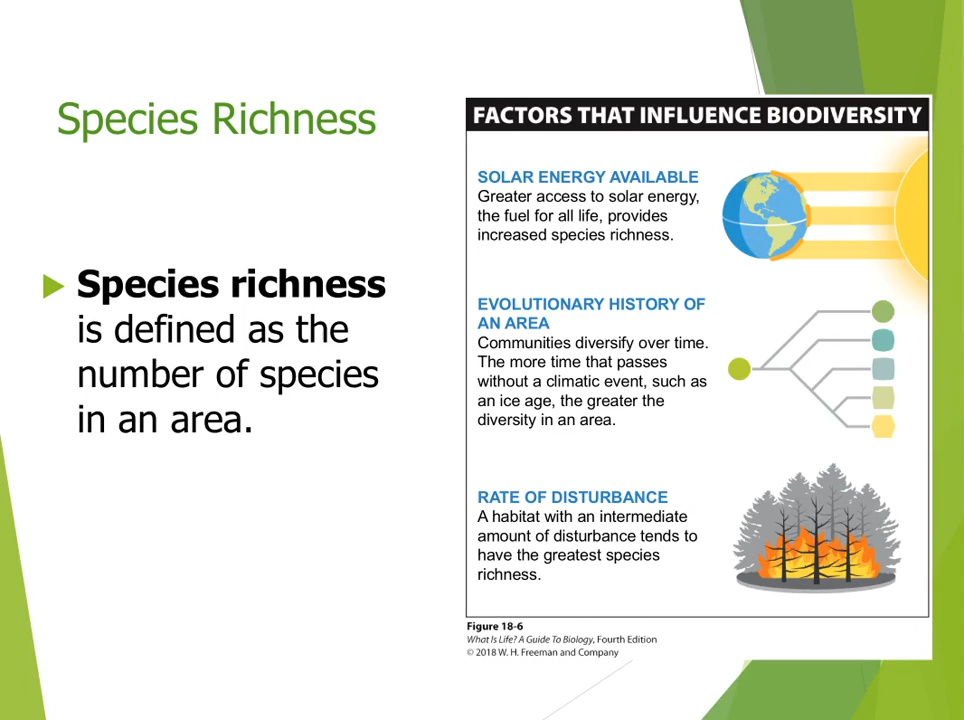 Species Richness
Species richness
is defined as the
number of species
in an area.
FACTORS THAT INFLUENCE BIODIVERSITY
SOLAR ENERGY AVAILABLE
Greater access to solar energy,
the fuel for all life, provides
increased species richness.
EVOLUTIONARY HISTORY OF
AN AREA
Communities diversify over time.
The more time that passes
without a climatic event, such as
an ice age, the greater the
diversity in an area.
RATE OF DISTURBANCE
A habitat with an intermediate
amount of disturbance tends to
have the greatest species
richness.
Figure 18-6
What Is Life? A Guide To Biology, Fourth Edition
© 2018 W. H. Freeman and Company